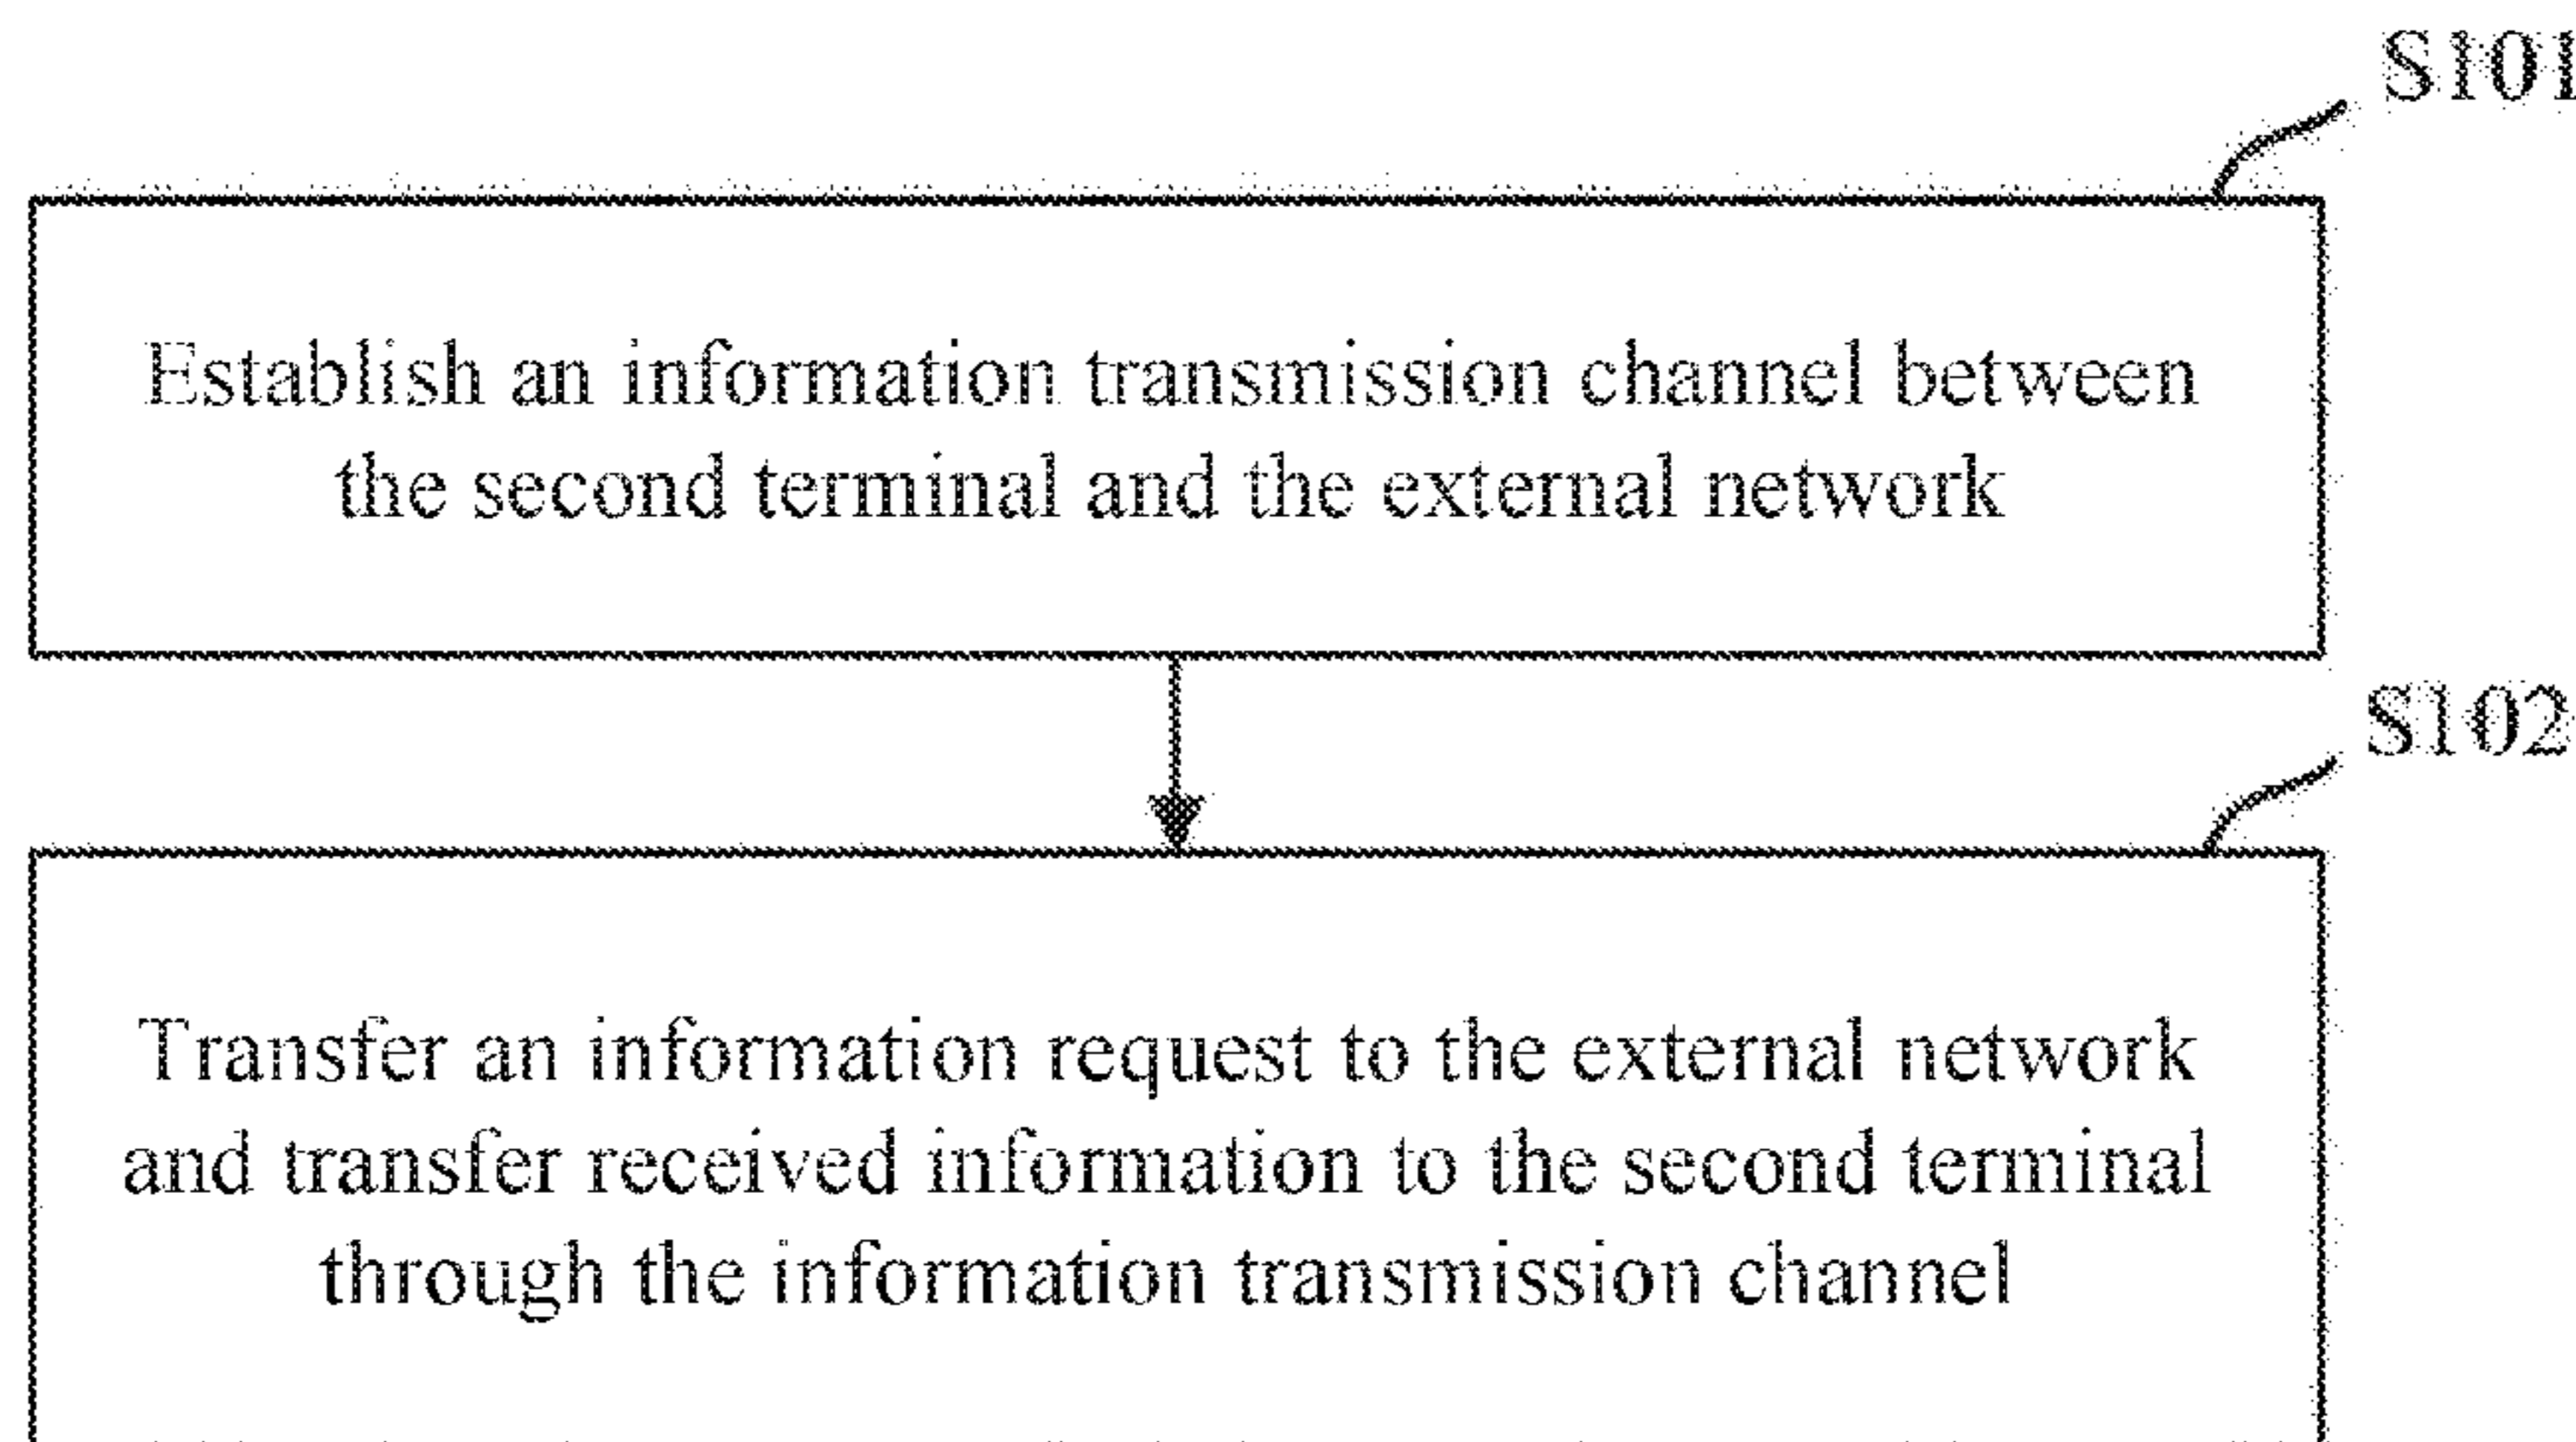 S101
Establish an information transmission channel between
the second terminal and the external network
S102
Transfer an information request to the external network
and transfer received information to the second terminal
through the information transmission channel